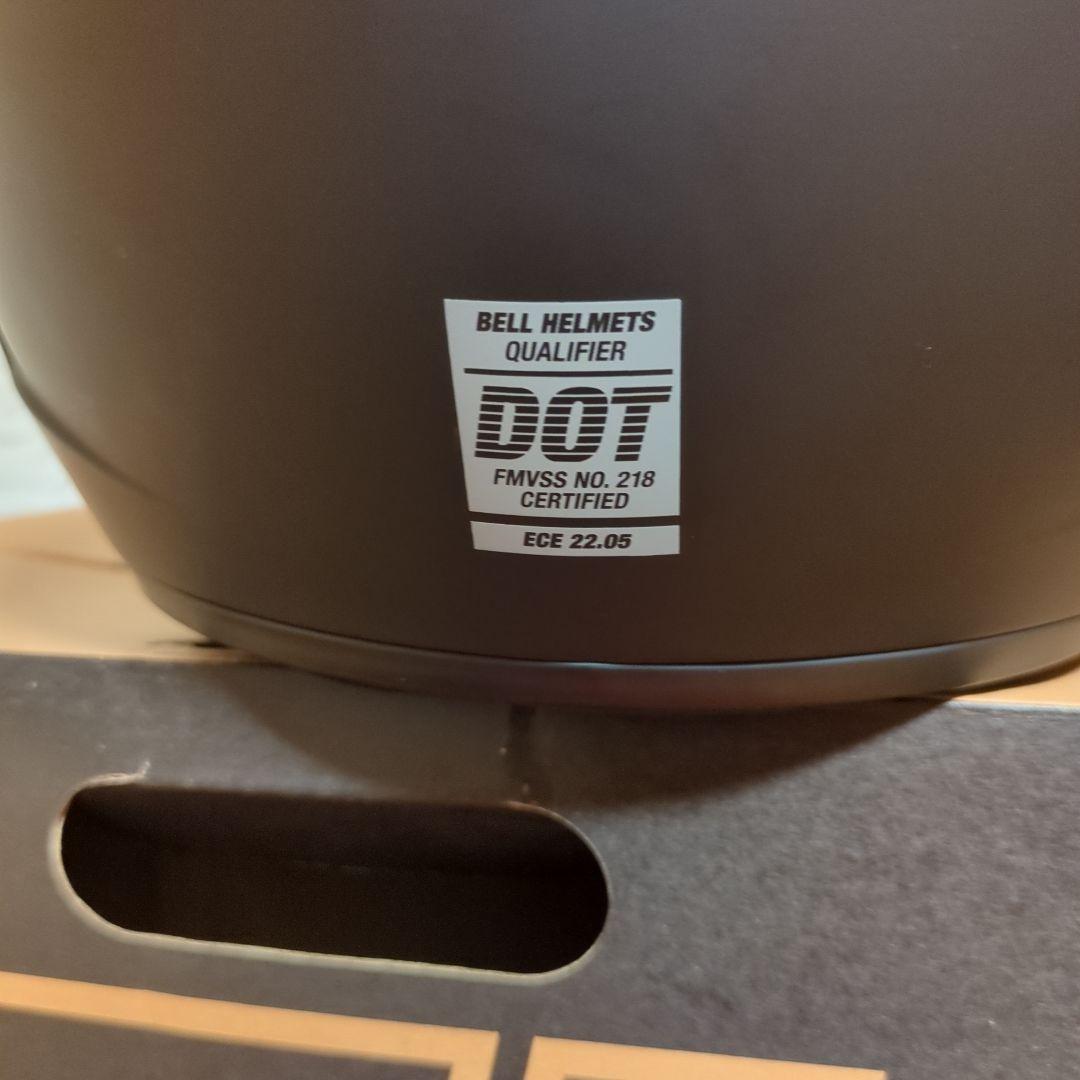 BELL HELMETS
QUALIFIER
DOT
FMVSS NO. 218
CERTIFIED
ECE 22.05